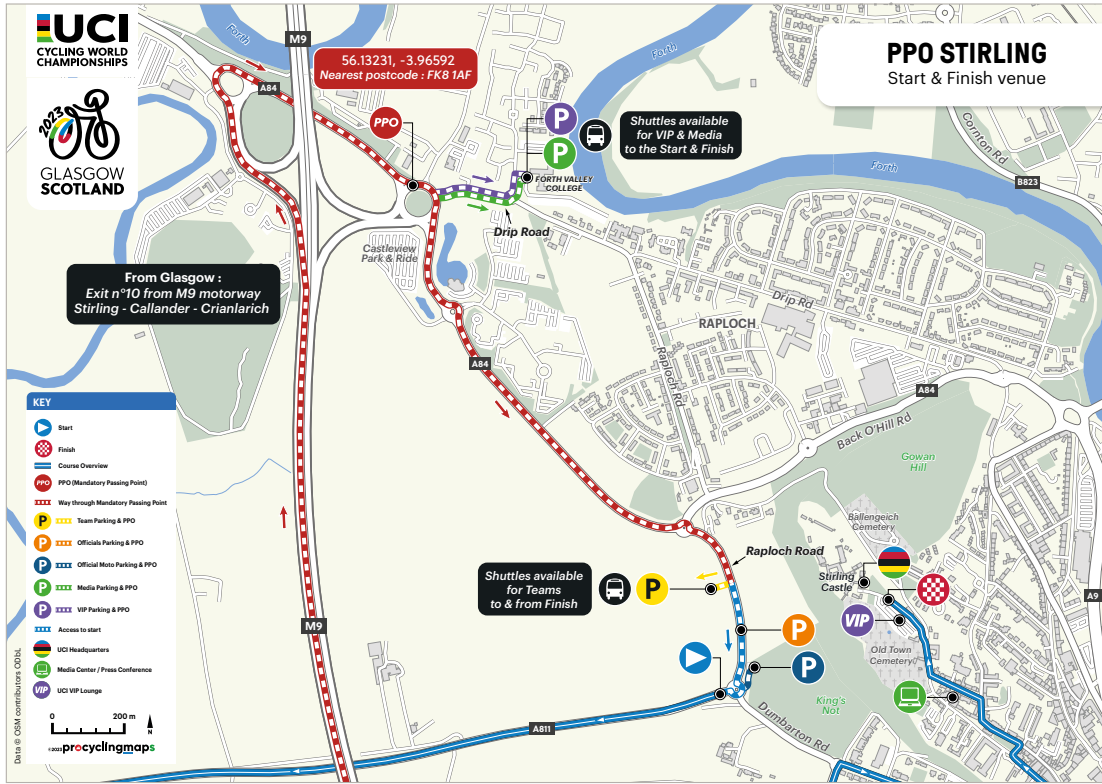 UCI
CYCLING WORLD
CHAMPIONSHIPS
2023
GLASGOW
SCOTLAND
PPO STIRLING
Start & Finish venue
56.13231, -3.96592
Nearest postcode : FK8 1AF
Forth
M9
A84
PPO
P
P
Shuttles available
for VIP & Media
to the Start & Finish
FORTH VALLEY
COLLEGE
Forth
Forth
Cornton Rd
B823
Drip Road
Castleview
Park & Ride
From Glasgow :
Exit n°10 from M9 motorway
Stirling - Callander - Crianlarich
Drip Rd
RAPLOCH
Raploch Rd
A84
A84
Back O'Hill Rd
Gowan
Hill
Ballengeich
Cemetery
Raploch Road
Stirling
Castle
Shuttles available
for Teams
to & from Finish
P
VIP
A9
M9
P
P
Old Town
Cemetery
King's
Not
A811
Dumbarton Rd
KEY
Start
Finish
Course Overview
PPO PPO (Mandatory Passing Point)
Way through Mandatory Passing Point
P Team Parking & PPO
P Officials Parking & PPO
P Official Moto Parking & PPO
P Media Parking & PPO
P VIP Parking & PPO
Access to start
UCI Headquarters
Media Center / Press Conference
VIP UCI VIP Lounge
0 200 m
N
©2023 procyclingmaps
Data © OSM contributors ODbL